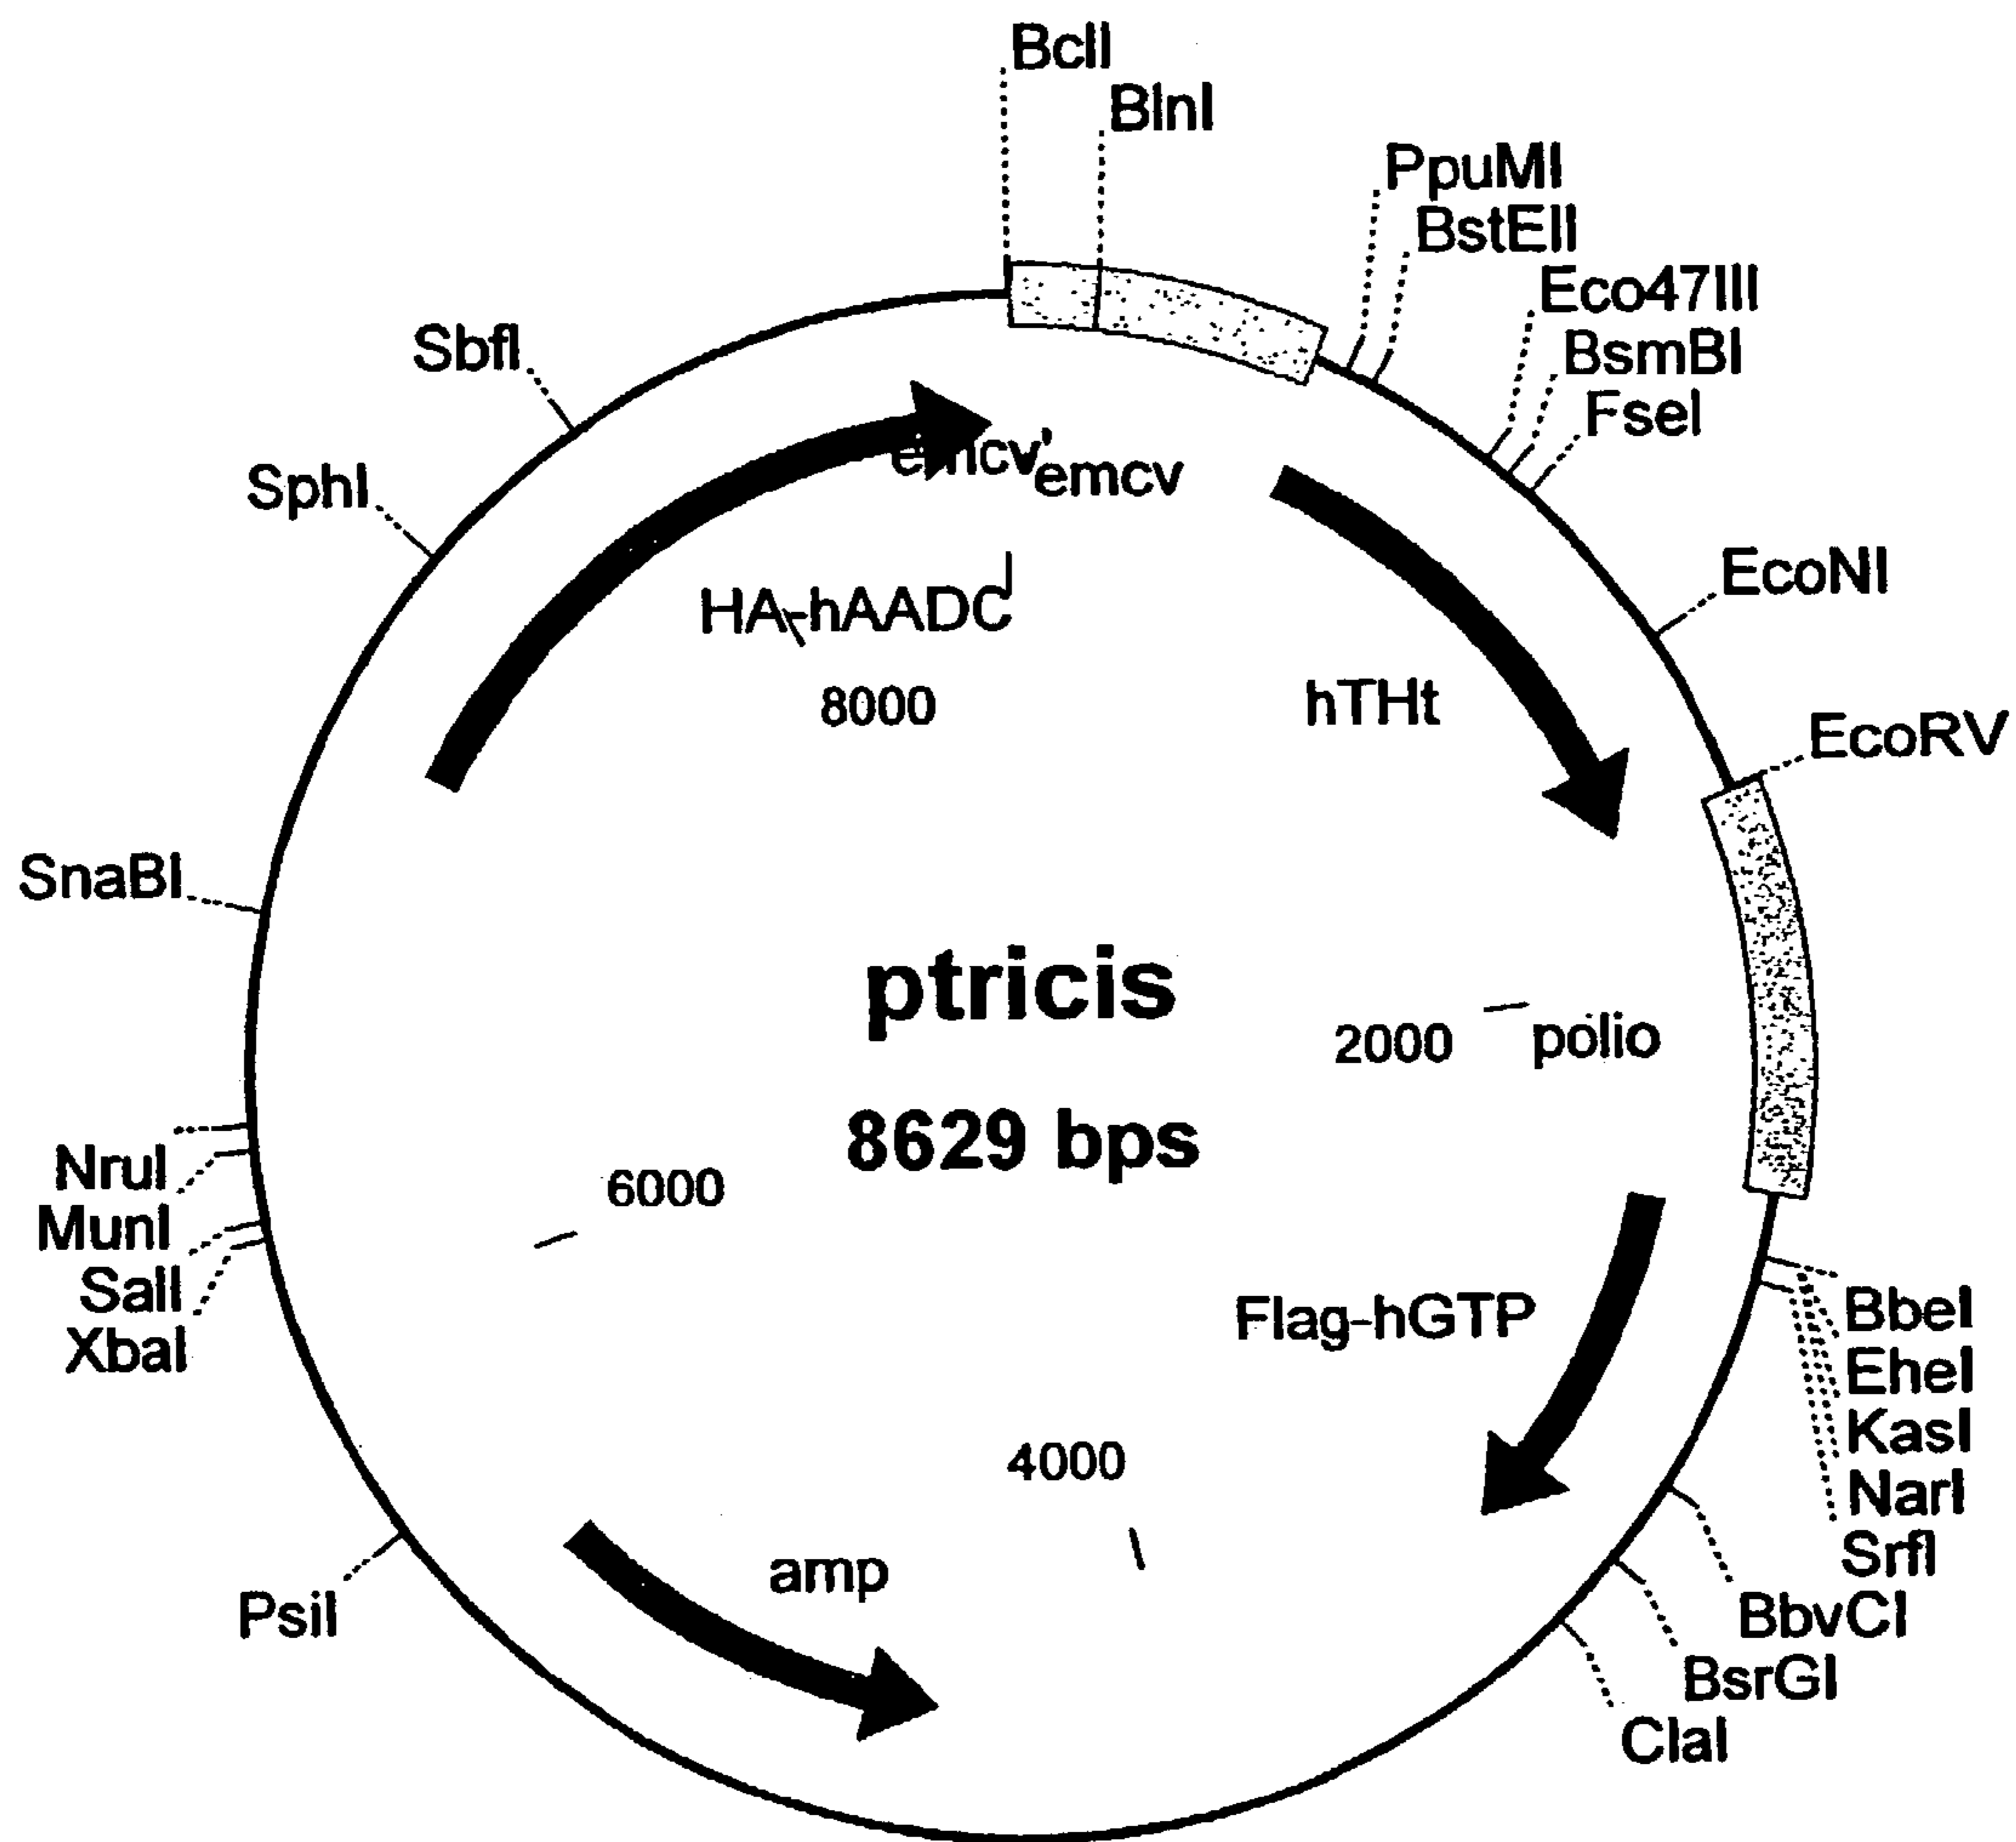 BclI
BlnI
PpuMI
BstEII
Eco47III
BsmBI
FseI
EcoNI
EcoRV
SbfI
SphI
SnaBI
emcv'
emcv
HA-hAADC
8000
hTHt
ptricis
8629 bps
2000
polio
6000
NruI
MunI
SalI
XbaI
Flag-hGTP
4000
amp
PsiI
BbeI
EheI
KasI
NarI
SrfI
BbvCI
BsrGI
ClaI